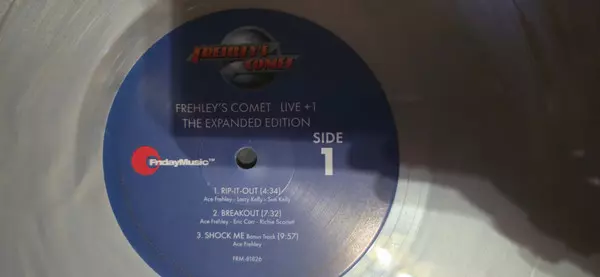 FREHLEY'S
COMET
FREHLEY'S COMET LIVE +1
THE EXPANDED EDITION
SIDE
1
FridayMusic™
1. RIP-IT-OUT (4:34)
Ace Frehley - Larry Kelly - Sue Kelly
2. BREAKOUT (7:32)
Ace Frehley - Eric Carr - Richie Scarlet
3. SHOCK ME Bonus Track (9:57)
Ace Frehley
FRM 81826